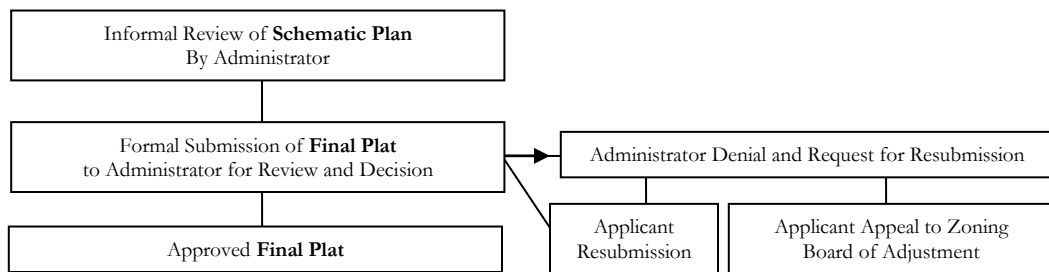 Informal Review of Schematic Plan
By Administrator
Formal Submission of Final Plat
to Administrator for Review and Decision
Administrator Denial and Request for Resubmission
Applicant
Resubmission
Applicant Appeal to Zoning
Board of Adjustment
Approved Final Plat